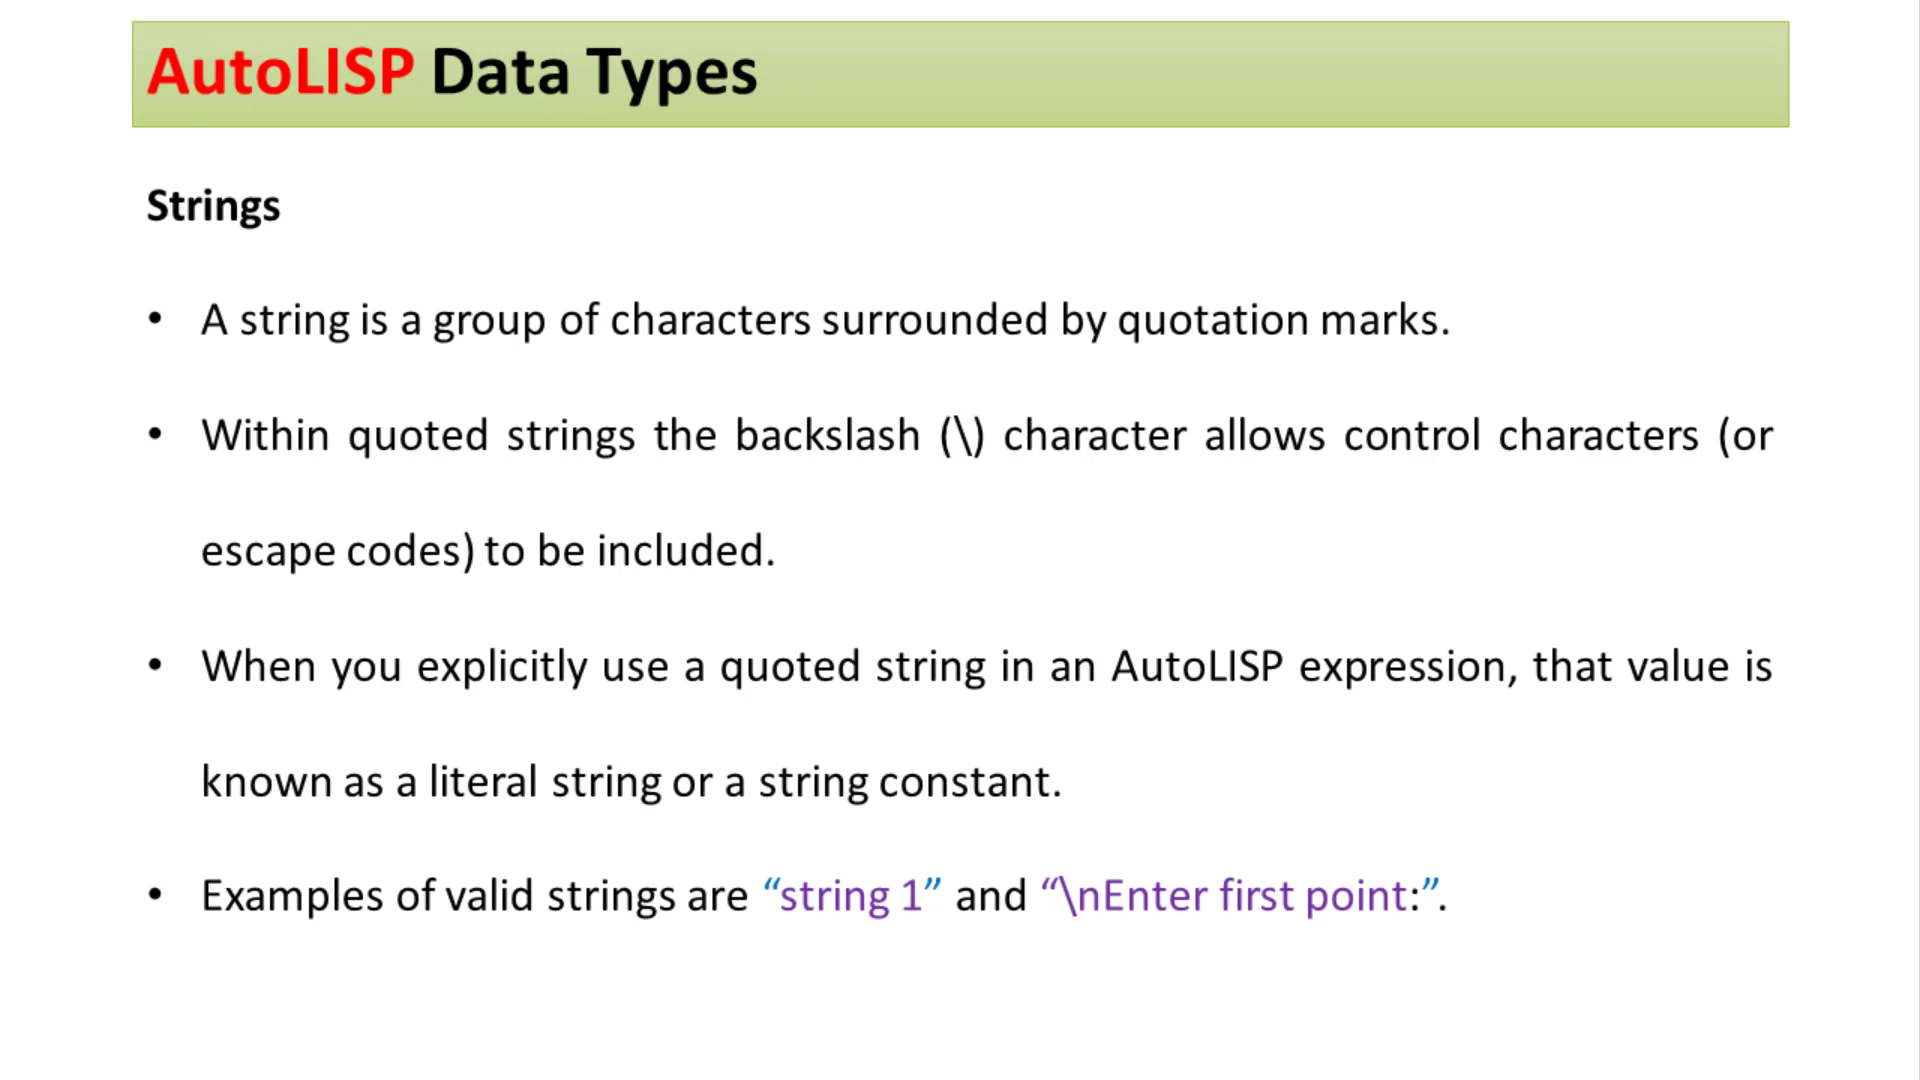 AutoLISP Data Types
Strings
• A string is a group of characters surrounded by quotation marks.
• Within quoted strings the backslash (\) character allows control characters (or
escape codes) to be included.
• When you explicitly use a quoted string in an AutoLISP expression, that value is
known as a literal string or a string constant.
• Examples of valid strings are “string 1” and “\nEnter first point:”.